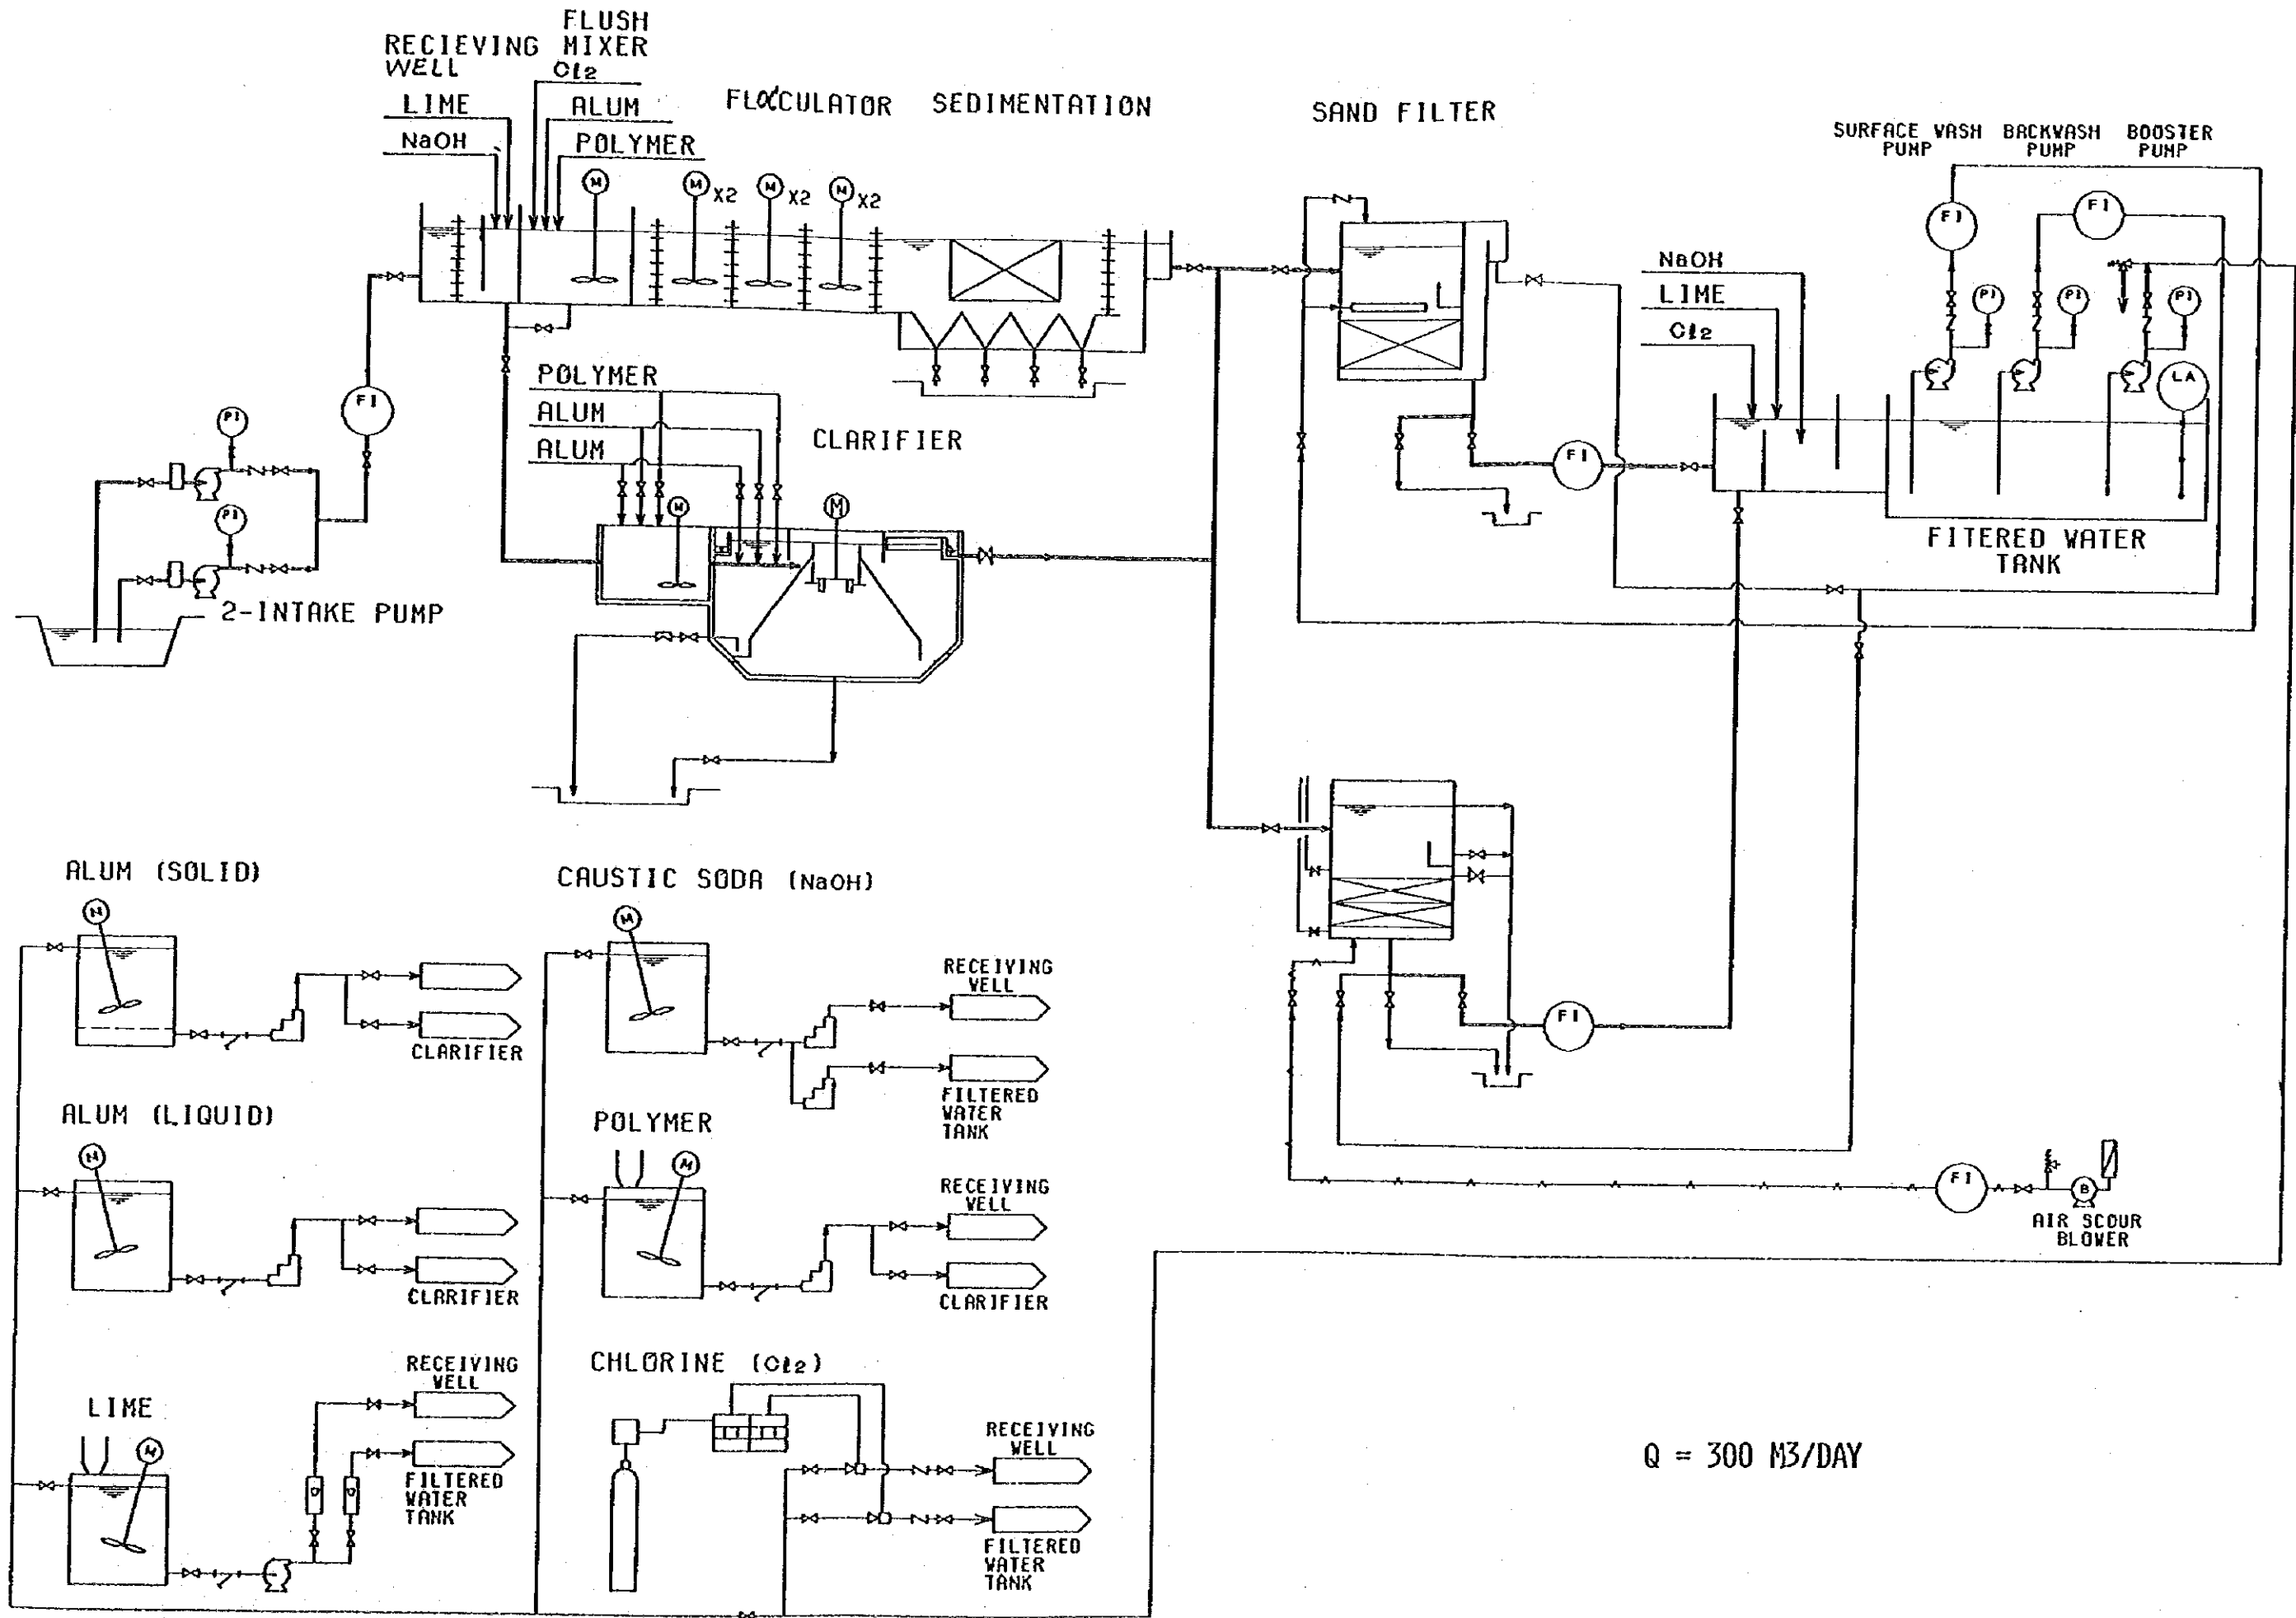 FLUSH
RECIEVING MIXER
WELL
Cl2
LIME
ALUM
NaOH
POLYMER
FLOCCULATOR
SEDIMENTATION
SAND FILTER
SURFACE WASH
PUMP
BACKWASH
PUMP
BOOSTER
PUMP
M
M X2
M X2
M X2
FI
FI
PI
PI
PI
LA
NaOH
LIME
Cl2
FI
FITERED WATER
TANK
FI
PI
PI
2-INTAKE PUMP
POLYMER
ALUM
ALUM
CLARIFIER
M
M
FI
FI
B
AIR SCOUR
BLOWER
ALUM (SOLID)
M
CLARIFIER
ALUM (LIQUID)
M
CLARIFIER
LIME
M
RECEIVING
WELL
FILTERED
WATER
TANK
CAUSTIC SODA (NaOH)
M
RECEIVING
WELL
FILTERED
WATER
TANK
POLYMER
M
RECEIVING
WELL
CLARIFIER
CHLORINE (Cl2)
RECEIVING
WELL
FILTERED
WATER
TANK
Q = 300 M3/DAY